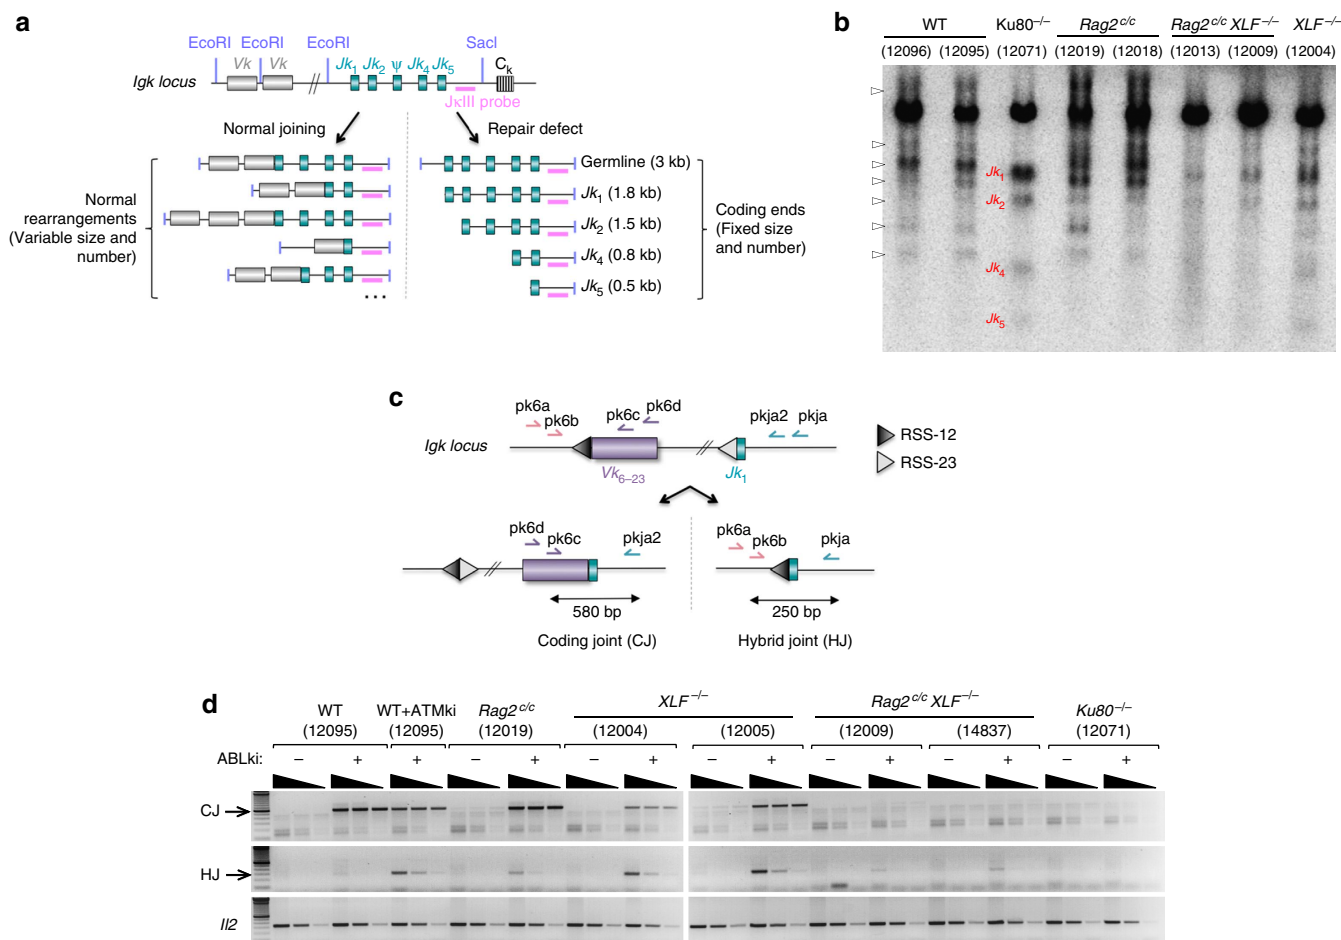 a
EcoRI EcoRI EcoRI SacI
Vk Vk Jk1 Jk2 ψ Jk4 Jk5 Ck
Igk locus
JκIII probe
Normal joining Repair defect
Normal rearrangements (Variable size and number)
Germline (3 kb)
Jk1 (1.8 kb)
Jk2 (1.5 kb)
Jk4 (0.8 kb)
Jk5 (0.5 kb)
...
Coding ends (Fixed size and number)
b
WT Ku80−/− Rag2c/c Rag2c/c XLF−/− XLF−/−
(12096) (12095) (12071) (12019) (12018) (12013) (12009) (12004)
Jk1
Jk2
Jk4
Jk5
c
pk6a pk6b pk6c pk6d pkja2 pkja
Igk locus
Vk6–23 Jk1
RSS-12
RSS-23
pk6d pk6c pkja2
580 bp
Coding joint (CJ)
pk6a pk6b pkja
250 bp
Hybrid joint (HJ)
d
WT WT+ATMki Rag2c/c XLF−/− Rag2c/c XLF−/− Ku80−/−
(12095) (12095) (12019) (12004) (12005) (12009) (14837) (12071)
ABLki: − + + − + − + − + − + − + − +
CJ
HJ
Il2